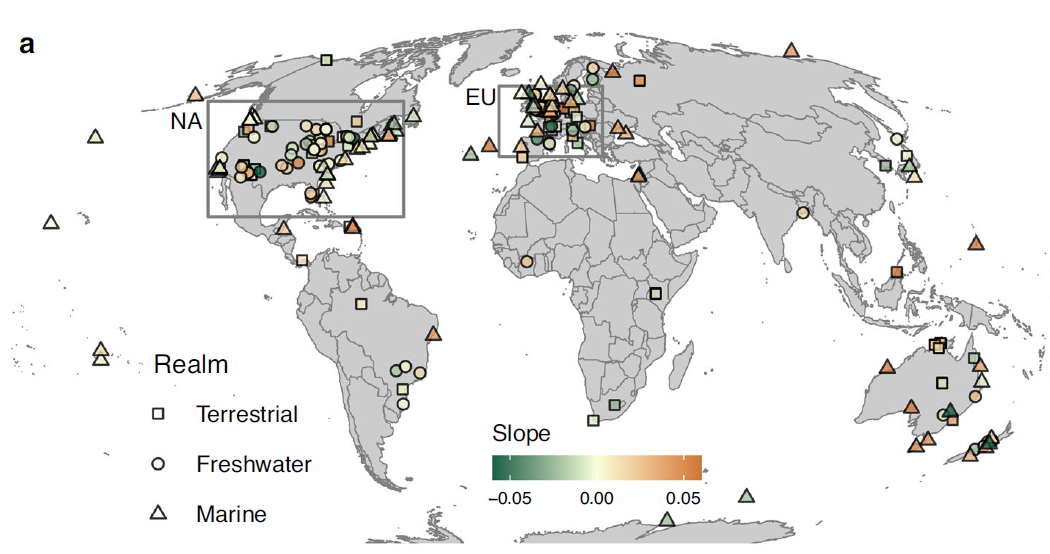 a
NA
EU
Realm
Terrestrial
Freshwater
Marine
Slope
−0.05 0.00 0.05